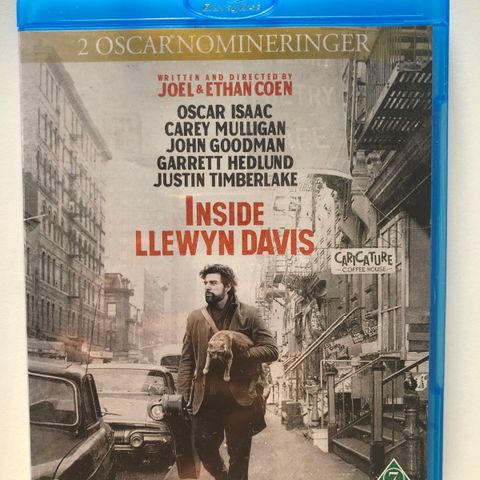 2 OSCAR NOMINERINGER
WRITTEN AND DIRECTED BY
JOEL & ETHAN COEN
OSCAR ISAAC
CAREY MULLIGAN
JOHN GOODMAN
GARRETT HEDLUND
JUSTIN TIMBERLAKE
INSIDE
LLEWYN DAVIS
CARICATURE
COFFEE HOUSE
7